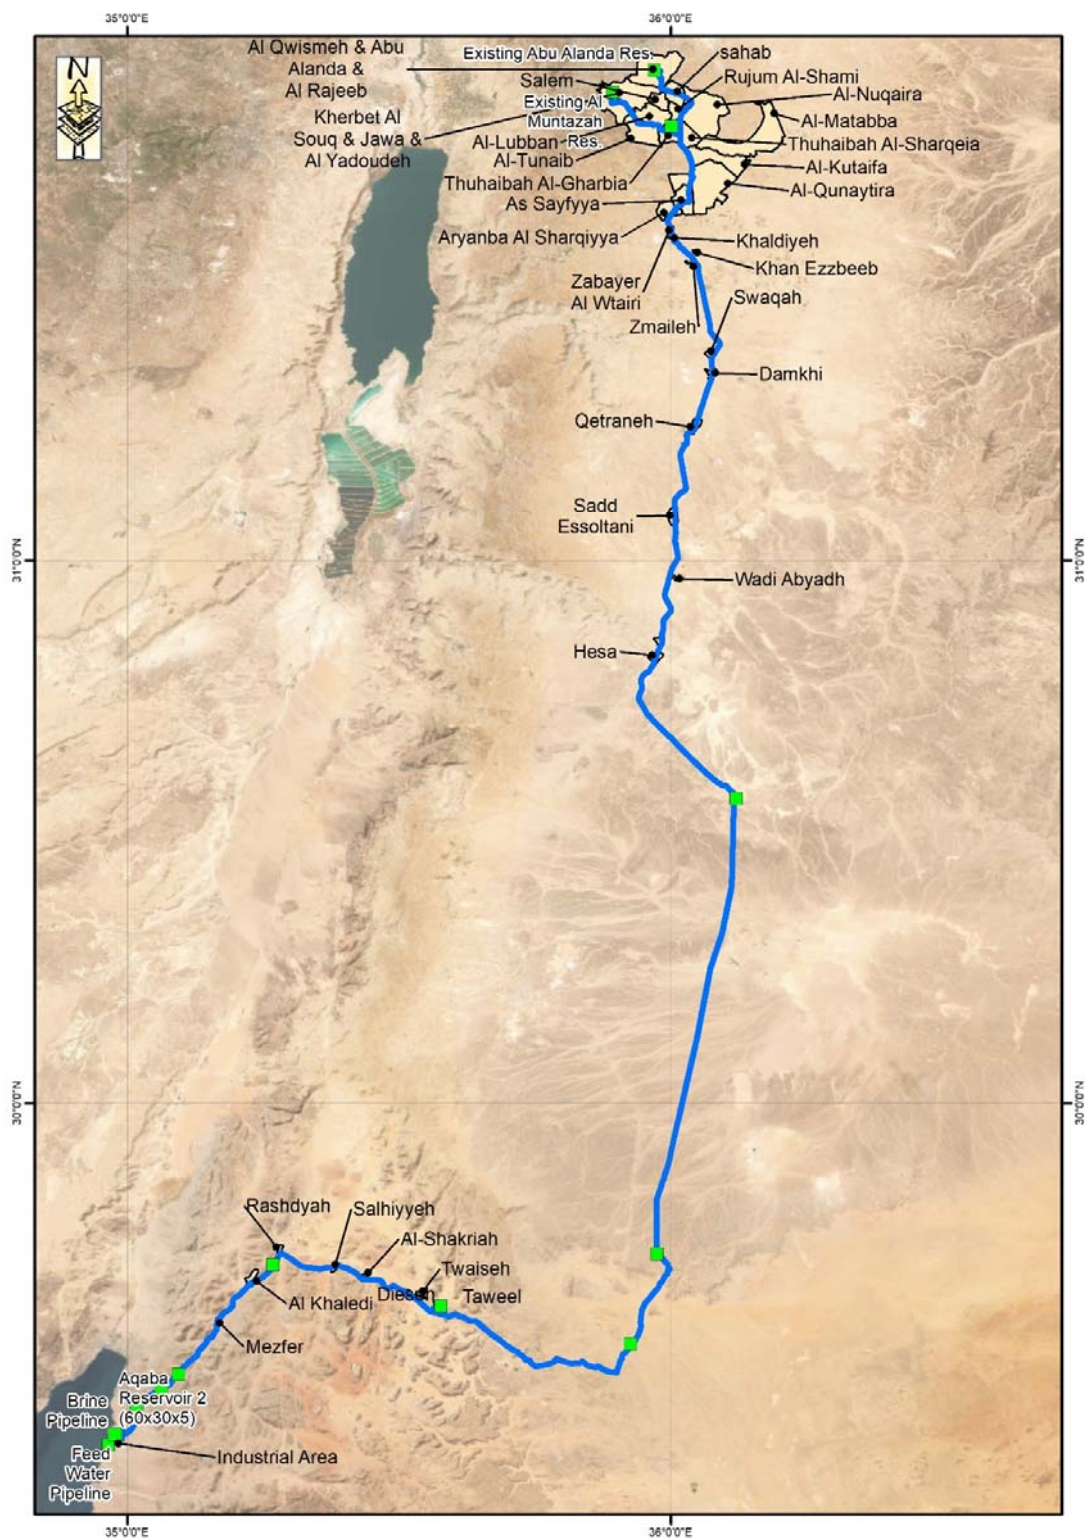 35°0'0"E
36°0'0"E
N
Al Qwismeh & Abu
Alanda &
Al Rajeeb
Existing Abu Alanda Res.
sahab
Salem
Rujum Al-Shami
Al-Nuqaira
Kherbet Al
Souq & Jawa &
Al Yadoudeh
Existing Al
Muntazah
Res.
Al-Matabba
Al-Lubban
Thuhaibah Al-Sharqeia
Al-Tunaib
Al-Kutaifa
Thuhaibah Al-Gharbia
Al-Qunaytira
As Sayfyya
Aryanba Al Sharqiyya
Khaldiyeh
Khan Ezzbeeb
Zabayer
Al Wtairi
Swaqah
Zmaileh
Damkhi
Qetraneh
Sadd
Essoltani
31°0'0"N
31°0'0"N
Wadi Abyadh
Hesa
30°0'0"N
30°0'0"N
Rashdyah
Salhiyyeh
Al-Shakriah
Twaiseh
Diesah
Taweel
Al Khaledi
Mezfer
Aqaba
Reservoir 2
(60x30x5)
Brine
Pipeline
Industrial Area
Feed
Water
Pipeline
35°0'0"E
36°0'0"E